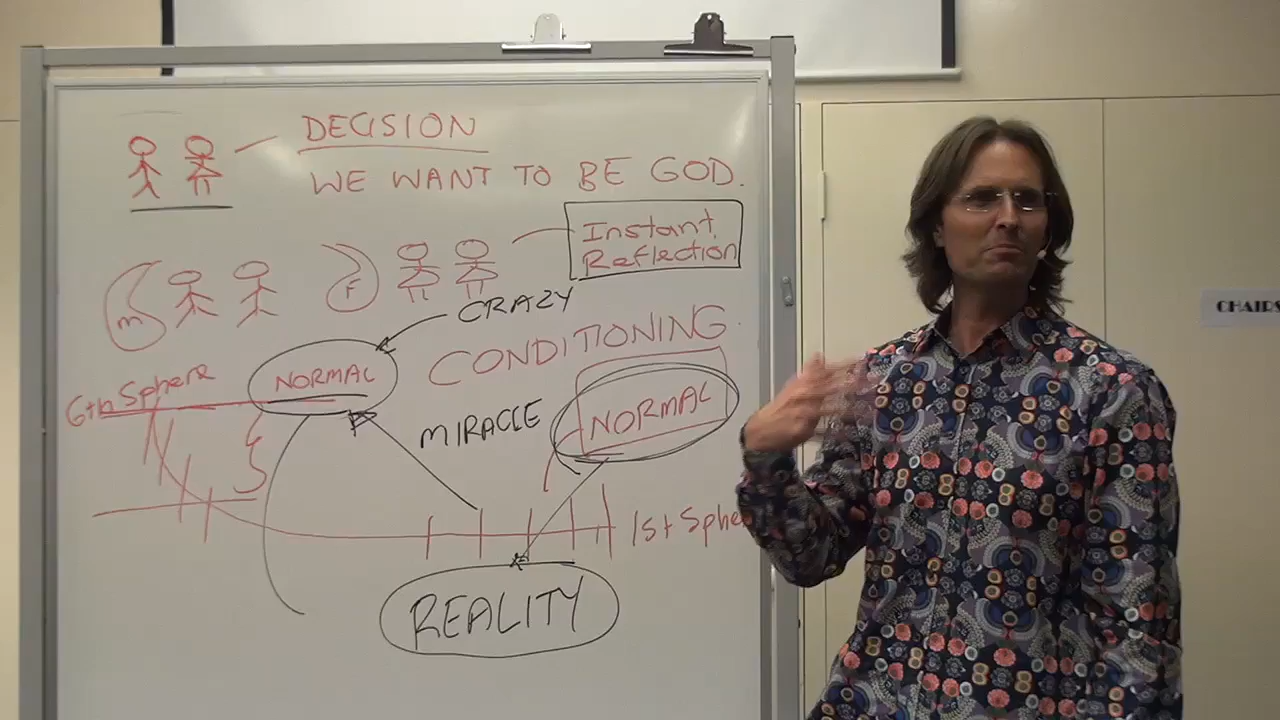 DECISION
WE WANT TO BE GOD.
Instant
Reflection
m
F
CRAZY
CONDITIONING
6th Sphere
NORMAL
MIRACLE
NORMAL
1st Sphe
REALITY
CHAIRS